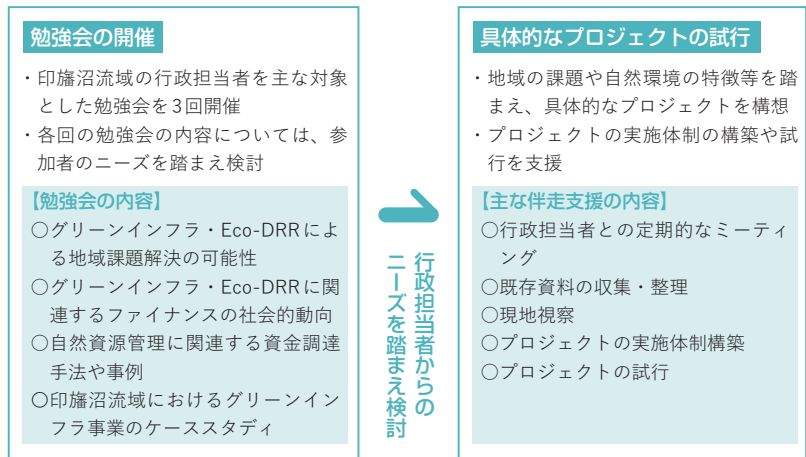 勉強会の開催
・印旛沼流域の行政担当者を主な対象
とした勉強会を3回開催
・各回の勉強会の内容については、参
加者のニーズを踏まえ検討
【勉強会の内容】
○グリーンインフラ・Eco-DRRによ
る地域課題解決の可能性
○グリーンインフラ・Eco-DRRに関
連するファイナンスの社会的動向
○自然資源管理に関連する資金調達
手法や事例
○印旛沼流域におけるグリーンイン
フラ事業のケーススタディ
行政担当者からの
ニーズを踏まえ検討
具体的なプロジェクトの試行
・地域の課題や自然環境の特徴等を踏
まえ、具体的なプロジェクトを構想
・プロジェクトの実施体制の構築や試
行を支援
【主な伴走支援の内容】
○行政担当者との定期的なミーティ
ング
○既存資料の収集・整理
○現地視察
○プロジェクトの実施体制構築
○プロジェクトの試行